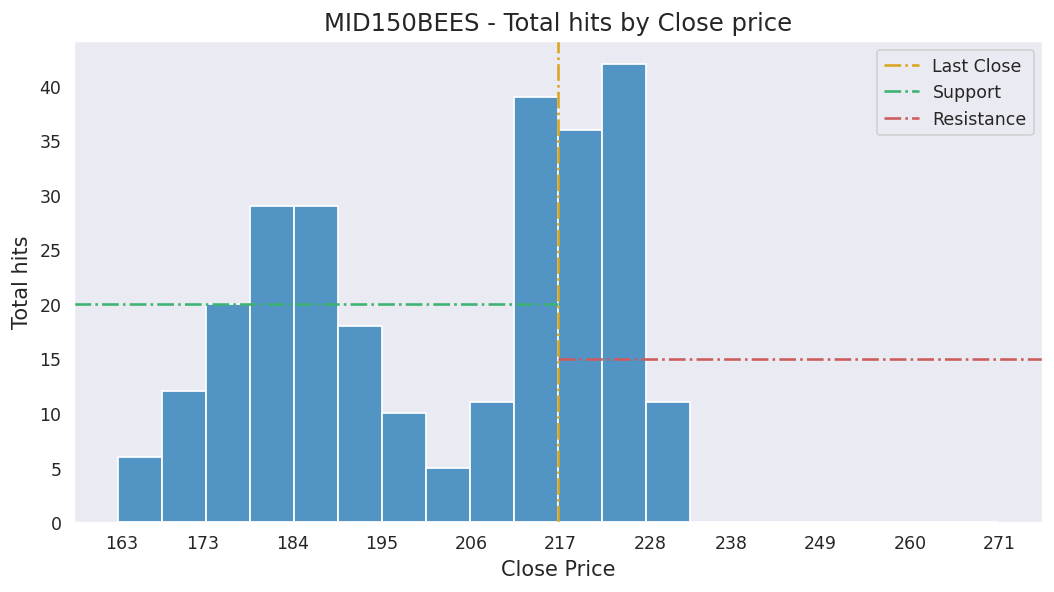 MID150BEES - Total hits by Close price
Last Close
Support
Resistance
Total hits
40
35
30
25
20
15
10
5
0
163 173 184 195 206 217 228 238 249 260 271
Close Price